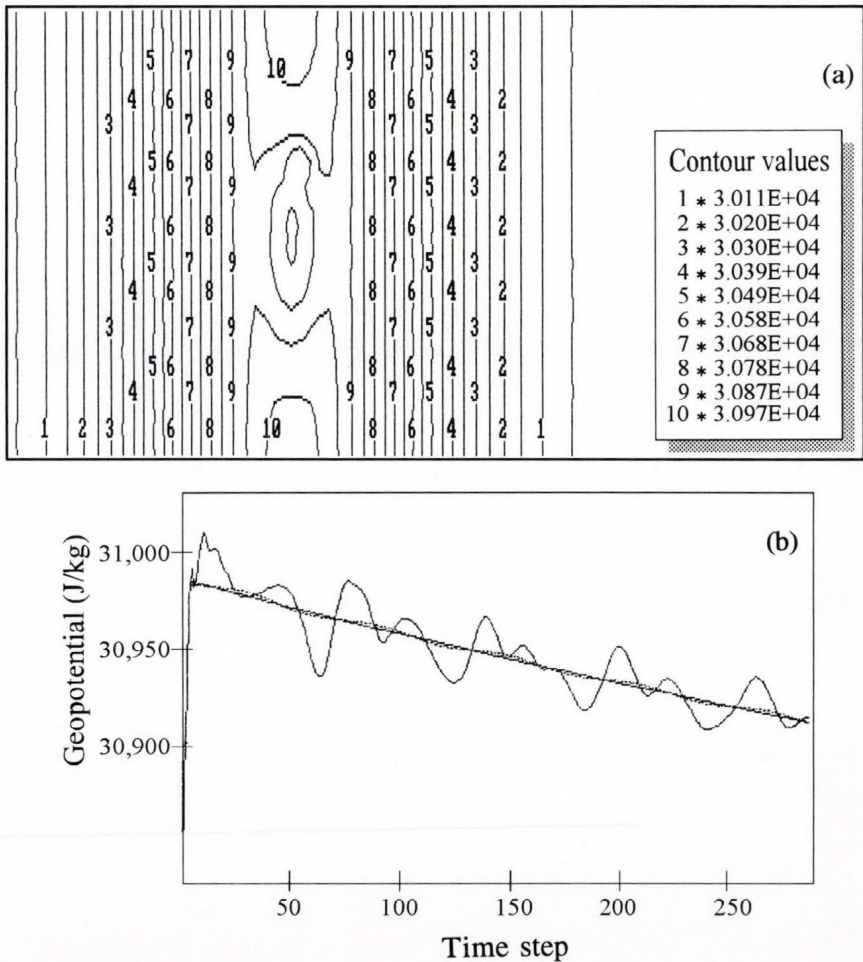 5 7 9 10 9 7 5 3
(a)
4 6 8 8 6 4 2
3 7 9 7 5 3
5 6 8 8 6 4 2
4 7 9 7 5 3
3 6 8 8 6 4 2
5 7 9 7 5 3
4 6 8 8 6 4 2
3 7 9 7 5 3
5 6 8 8 6 4 2
4 7 9 9 7 5 3
1 2 3 6 8 10 8 6 4 2 1
Contour values
1 * 3.011E+04
2 * 3.020E+04
3 * 3.030E+04
4 * 3.039E+04
5 * 3.049E+04
6 * 3.058E+04
7 * 3.068E+04
8 * 3.078E+04
9 * 3.087E+04
10 * 3.097E+04
(b)
Geopotential (J/kg)
31,000
30,950
30,900
50 100 150 200 250
Time step